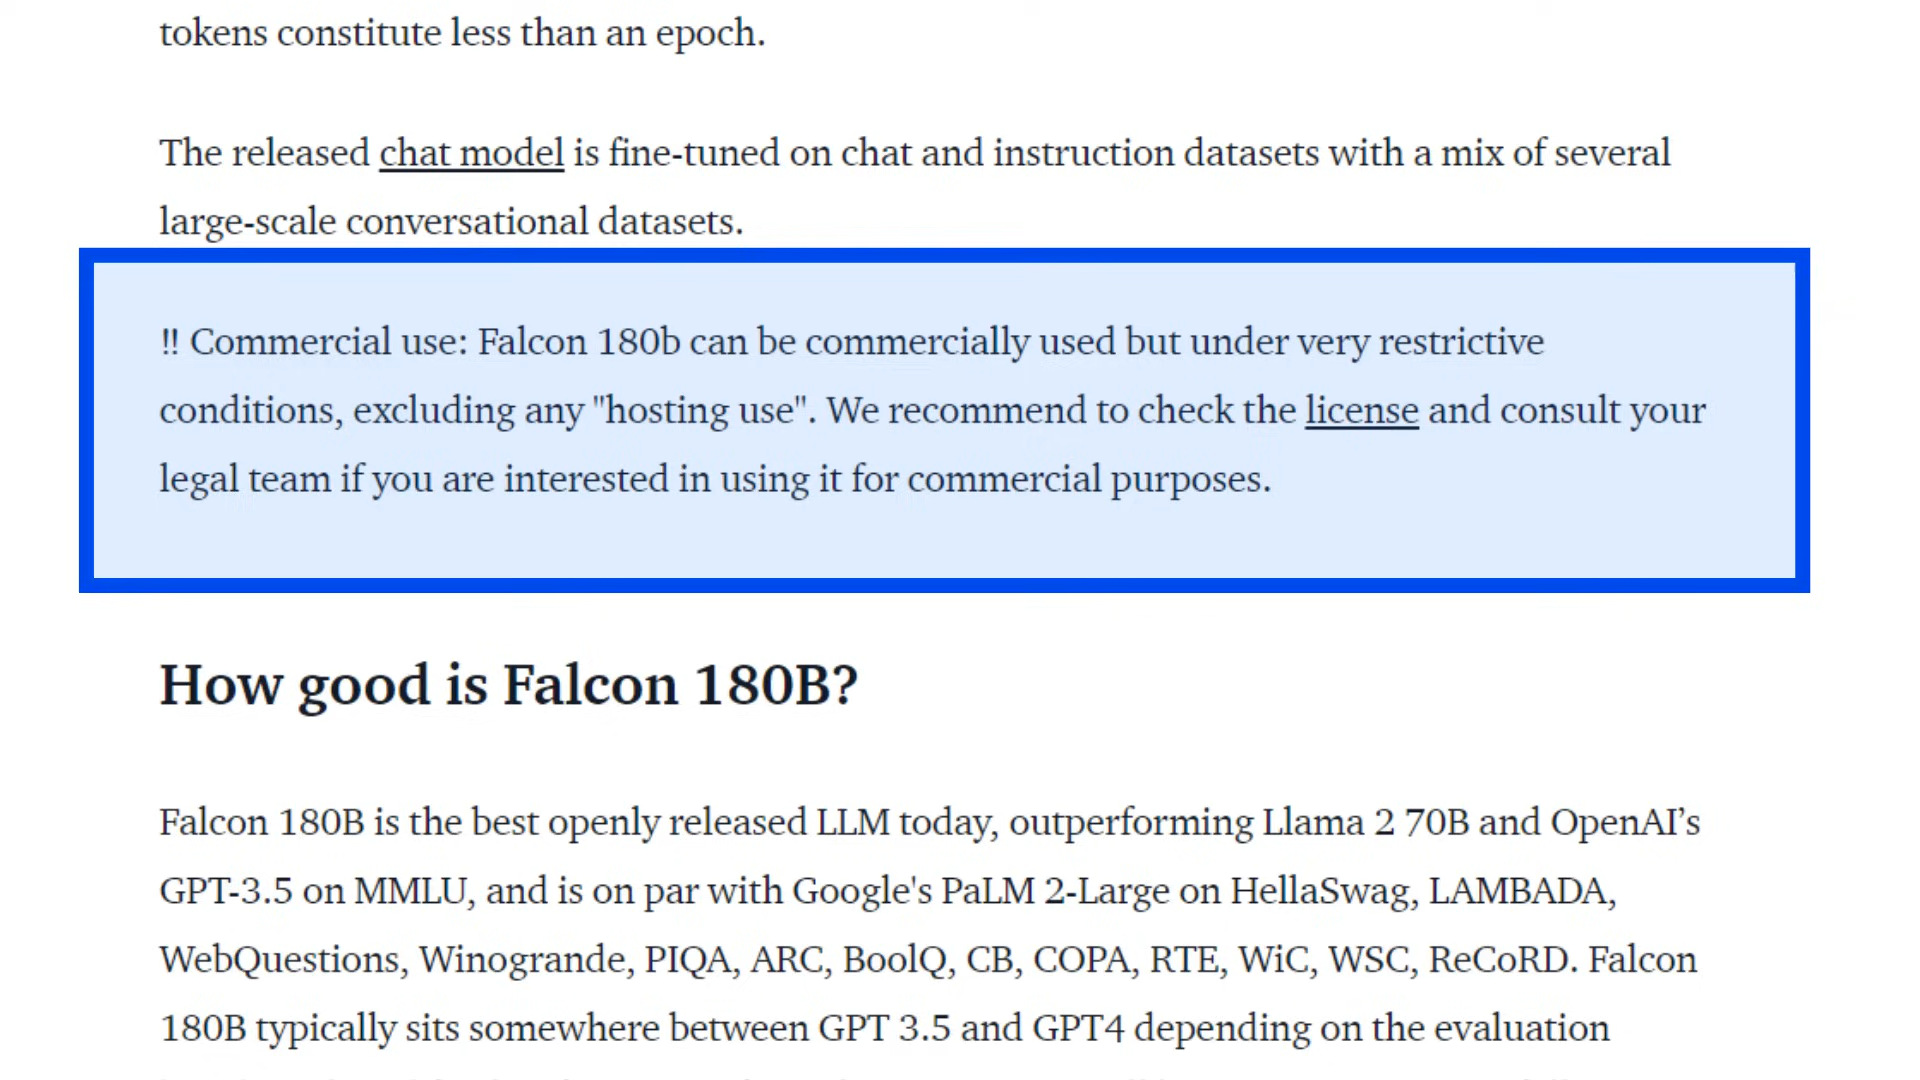 tokens constitute less than an epoch.
The released chat model is fine-tuned on chat and instruction datasets with a mix of several
large-scale conversational datasets.
‼ Commercial use: Falcon 180b can be commercially used but under very restrictive
conditions, excluding any "hosting use". We recommend to check the license and consult your
legal team if you are interested in using it for commercial purposes.
How good is Falcon 180B?
Falcon 180B is the best openly released LLM today, outperforming Llama 2 70B and OpenAI’s
GPT-3.5 on MMLU, and is on par with Google's PaLM 2-Large on HellaSwag, LAMBADA,
WebQuestions, Winogrande, PIQA, ARC, BoolQ, CB, COPA, RTE, WiC, WSC, ReCoRD. Falcon
180B typically sits somewhere between GPT 3.5 and GPT4 depending on the evaluation